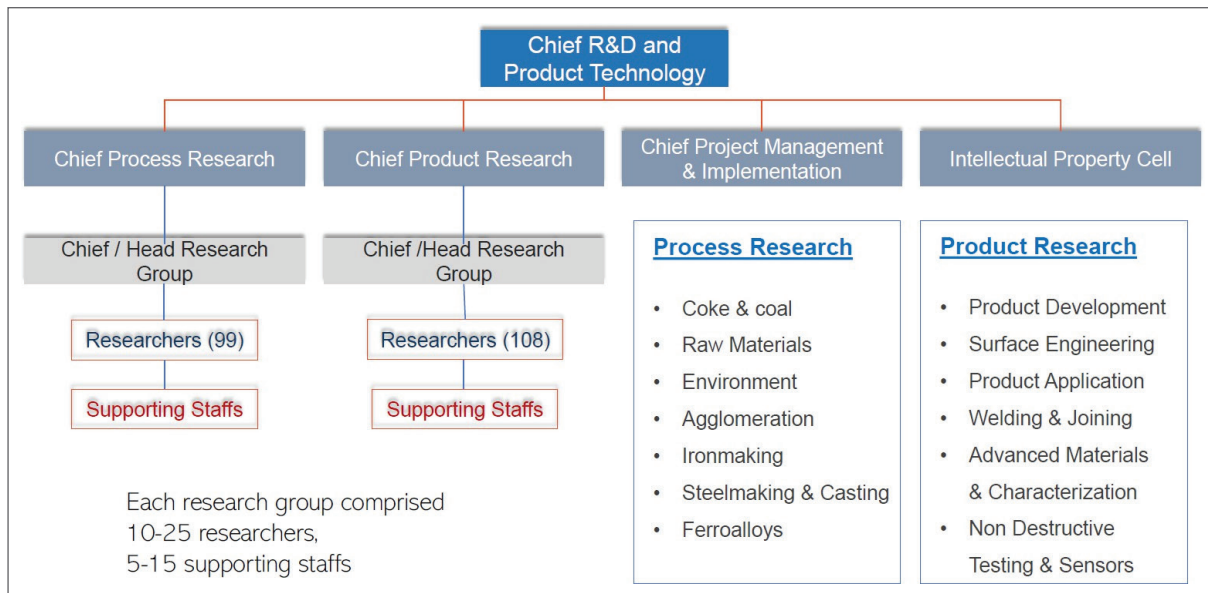 Chief R&D and
Product Technology
Chief Process Research
Chief Product Research
Chief Project Management
& Implementation
Intellectual Property Cell
Chief / Head Research
Group
Chief /Head Research
Group
Researchers (99)
Researchers (108)
Supporting Staffs
Supporting Staffs
Each research group comprised
10-25 researchers,
5-15 supporting staffs
Process Research
• Coke & coal
• Raw Materials
• Environment
• Agglomeration
• Ironmaking
• Steelmaking & Casting
• Ferroalloys
Product Research
• Product Development
• Surface Engineering
• Product Application
• Welding & Joining
• Advanced Materials
& Characterization
• Non Destructive
Testing & Sensors